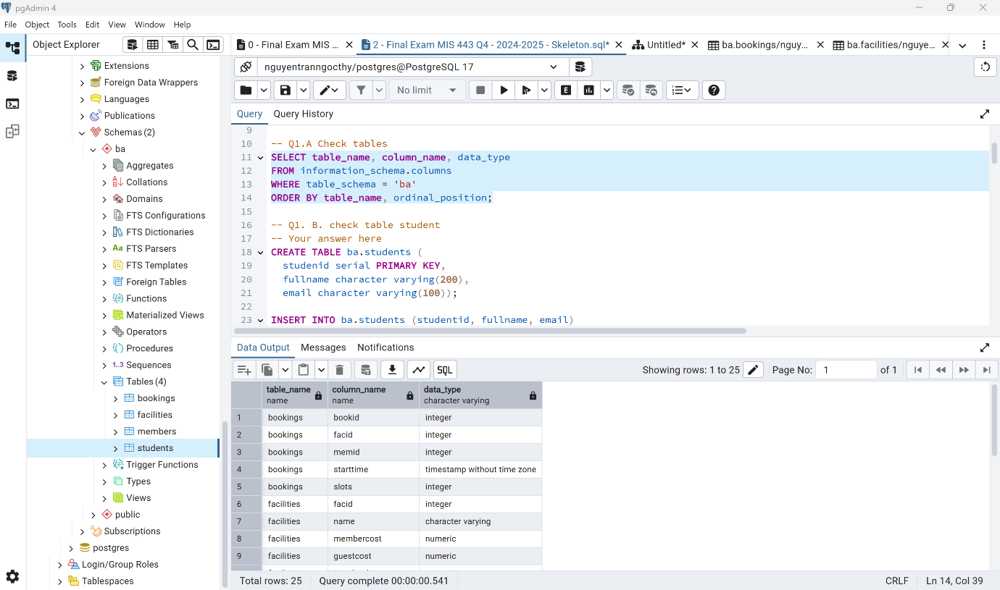 pgAdmin 4
File Object Tools Edit View Window Help
Object Explorer
0 - Final Exam MIS ...
2 - Final Exam MIS 443 Q4 - 2024-2025 - Skeleton.sql*
Untitled*
ba.bookings/nguy...
ba.facilities/nguye...
Extensions
Foreign Data Wrappers
Languages
Publications
Schemas (2)
ba
Aggregates
Collations
Domains
FTS Configurations
FTS Dictionaries
Aa FTS Parsers
FTS Templates
Foreign Tables
Functions
Materialized Views
Operators
Procedures
1..3 Sequences
Tables (4)
bookings
facilities
members
students
Trigger Functions
Types
Views
public
Subscriptions
postgres
Login/Group Roles
Tablespaces
nguyentranngocthy/postgres@PostgreSQL 17
No limit
E
Query Query History
9
10 -- Q1.A Check tables
11 SELECT table_name, column_name, data_type
12 FROM information_schema.columns
13 WHERE table_schema = 'ba'
14 ORDER BY table_name, ordinal_position;
15
16 -- Q1. B. check table student
17 -- Your answer here
18 CREATE TABLE ba.students (
19 studenid serial PRIMARY KEY,
20 fullname character varying(200),
21 email character varying(100));
22
23 INSERT INTO ba.students (studentid, fullname, email)
Data Output Messages Notifications
SQL
Showing rows: 1 to 25
Page No: 1 of 1
table_name name column_name name data_type character varying
1 bookings bookid integer
2 bookings facid integer
3 bookings memid integer
4 bookings starttime timestamp without time zone
5 bookings slots integer
6 facilities facid integer
7 facilities name character varying
8 facilities membercost numeric
9 facilities guestcost numeric
Total rows: 25 Query complete 00:00:00.541 CRLF Ln 14, Col 39